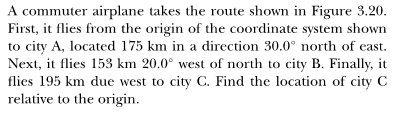 A commuter airplane takes the route shown in Figure 3.20.
First, it flies from the origin of the coordinate system shown
to city A, located 175 km in a direction 30.0° north of east.
Next, it flies 153 km 20.0° west of north to city B. Finally, it
flies 195 km due west to city C. Find the location of city C
relative to the origin.